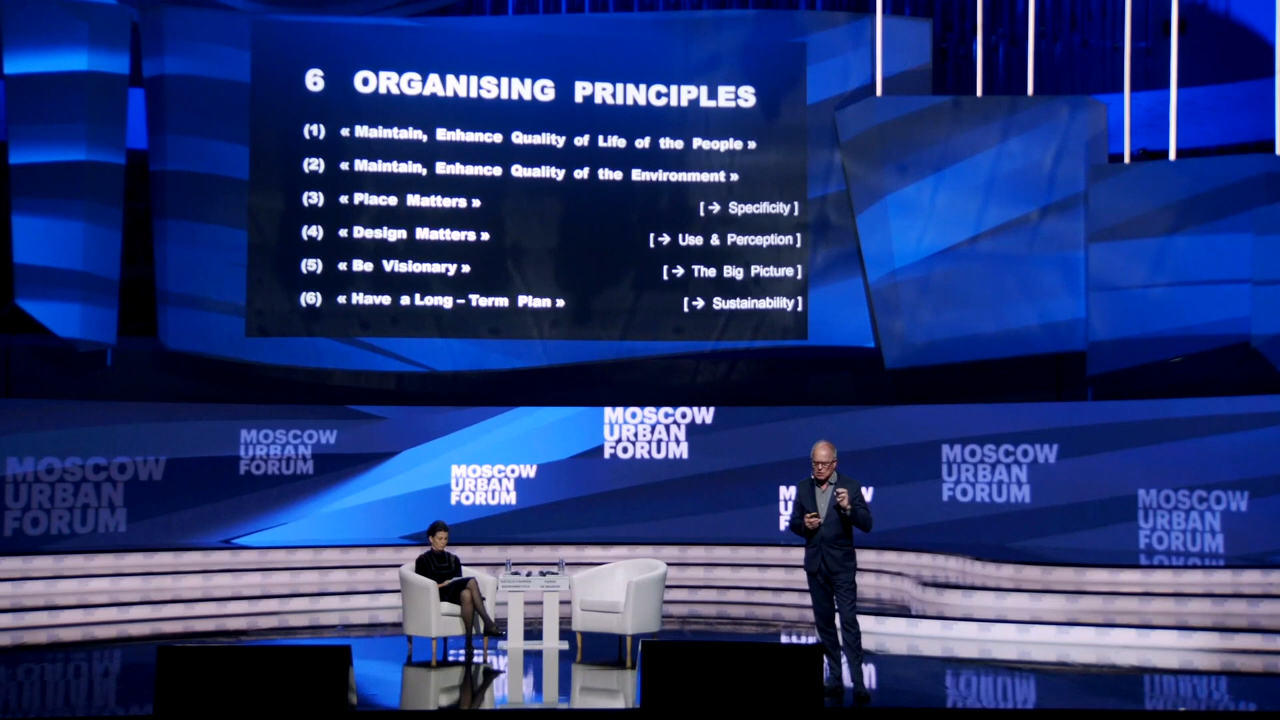 6 ORGANISING PRINCIPLES
(1) « Maintain, Enhance Quality of Life of the People »
(2) « Maintain, Enhance Quality of the Environment »
(3) « Place Matters » [ → Specificity ]
(4) « Design Matters » [ → Use & Perception ]
(5) « Be Visionary » [ → The Big Picture ]
(6) « Have a Long – Term Plan » [ → Sustainability ]
MOSCOW
URBAN
FORUM
MOSCOW
URBAN
FORUM
MOSCOW
URBAN
FORUM
MOSCOW
URBAN
FORUM
MOSCOW
URBAN
FORUM
MOSCOW
URBAN
FORUM